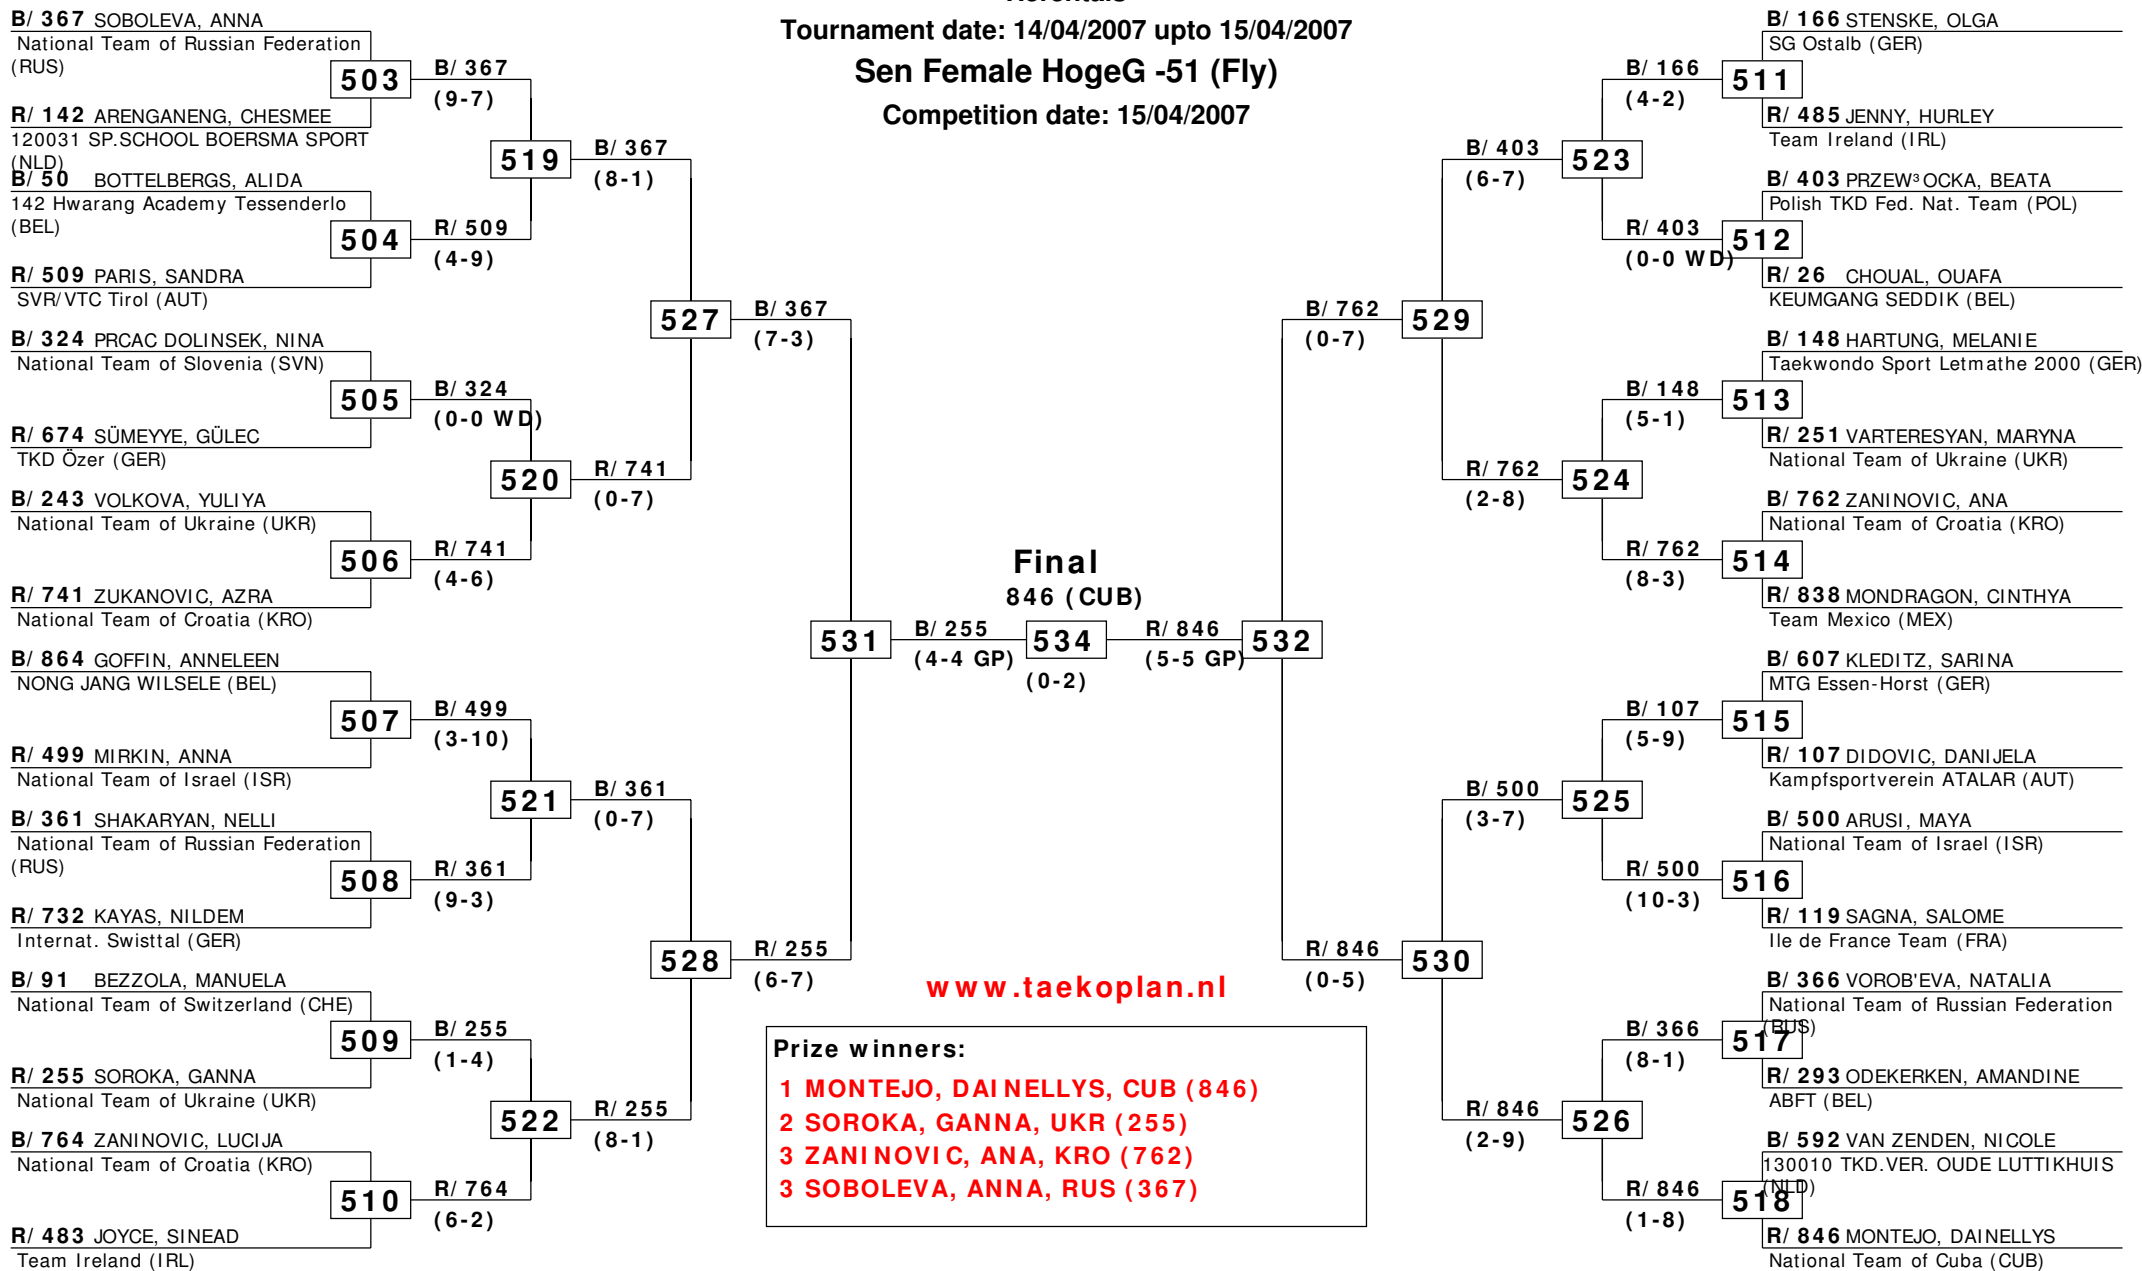 Tournament date: 14/04/2007 upto 15/04/2007
Sen Female HogeG -51 (Fly)
Competition date: 15/04/2007
B/ 367 SOBOLEVA, ANNA
National Team of Russian Federation
(RUS)
503
R/ 142 ARENGANENG, CHESMEE
120031 SP.SCHOOL BOERSMA SPORT
(NLD)
B/ 50 BOTTELBERGS, ALIDA
142 Hwarang Academy Tessenderlo
(BEL)
504
R/ 509 PARIS, SANDRA
SVR/VTC Tirol (AUT)
B/ 324 PRCAC DOLINSEK, NINA
National Team of Slovenia (SVN)
505
R/ 674 SÜMEYYE, GÜLEC
TKD Özer (GER)
B/ 243 VOLKOVA, YULIYA
National Team of Ukraine (UKR)
506
R/ 741 ZUKANOVIC, AZRA
National Team of Croatia (KRO)
B/ 864 GOFFIN, ANNELEEN
NONG JANG WILSELE (BEL)
507
R/ 499 MIRKIN, ANNA
National Team of Israel (ISR)
B/ 361 SHAKARYAN, NELLI
National Team of Russian Federation
(RUS)
508
R/ 732 KAYAS, NILDEM
Internat. Swisttal (GER)
B/ 91 BEZZOLA, MANUELA
National Team of Switzerland (CHE)
509
R/ 255 SOROKA, GANNA
National Team of Ukraine (UKR)
B/ 764 ZANINOVIC, LUCIJA
National Team of Croatia (KRO)
510
R/ 483 JOYCE, SINEAD
Team Ireland (IRL)
B/ 367
(9-7)
519
R/ 509
(4-9)
B/ 324
(0-0 WD)
520
R/ 741
(4-6)
B/ 499
(3-10)
521
R/ 361
(9-3)
B/ 255
(1-4)
522
R/ 764
(6-2)
B/ 367
(8-1)
527
R/ 741
(0-7)
B/ 361
(0-7)
528
R/ 255
(8-1)
B/ 367
(7-3)
531
R/ 255
(6-7)
Final
846 (CUB)
B/ 255
(4-4 GP)
534
(0-2)
R/ 846
(5-5 GP)
532
B/ 762
(0-7)
529
R/ 846
(0-5)
530
B/ 403
(6-7)
523
R/ 762
(2-8)
524
B/ 500
(3-7)
525
R/ 846
(2-9)
526
B/ 166
(4-2)
R/ 403
(0-0 WD)
B/ 148
(5-1)
R/ 762
(8-3)
B/ 107
(5-9)
R/ 500
(10-3)
B/ 366
(8-1)
R/ 846
(1-8)
B/ 166 STENSKE, OLGA
SG Ostalb (GER)
511
R/ 485 JENNY, HURLEY
Team Ireland (IRL)
B/ 403 PRZEW³OCKA, BEATA
Polish TKD Fed. Nat. Team (POL)
512
R/ 26 CHOUAL, OUAFA
KEUMGANG SEDDIK (BEL)
B/ 148 HARTUNG, MELANIE
Taekwondo Sport Letmathe 2000 (GER)
513
R/ 251 VARTERESYAN, MARYNA
National Team of Ukraine (UKR)
B/ 762 ZANINOVIC, ANA
National Team of Croatia (KRO)
514
R/ 838 MONDRAGON, CINTHYA
Team Mexico (MEX)
B/ 607 KLEDITZ, SARINA
MTG Essen-Horst (GER)
515
R/ 107 DIDOVIC, DANIJELA
Kampfsportverein ATALAR (AUT)
B/ 500 ARUSI, MAYA
National Team of Israel (ISR)
516
R/ 119 SAGNA, SALOME
Ile de France Team (FRA)
B/ 366 VOROB'EVA, NATALIA
National Team of Russian Federation
(RUS)
517
R/ 293 ODEKERKEN, AMANDINE
ABFT (BEL)
B/ 592 VAN ZENDEN, NICOLE
130010 TKD.VER. OUDE LUTTIKHUIS
(NLD)
518
R/ 846 MONTEJO, DAINELLYS
National Team of Cuba (CUB)
www.taekoplan.nl
Prize winners:
1 MONTEJO, DAINELLYS, CUB (846)
2 SOROKA, GANNA, UKR (255)
3 ZANINOVIC, ANA, KRO (762)
3 SOBOLEVA, ANNA, RUS (367)